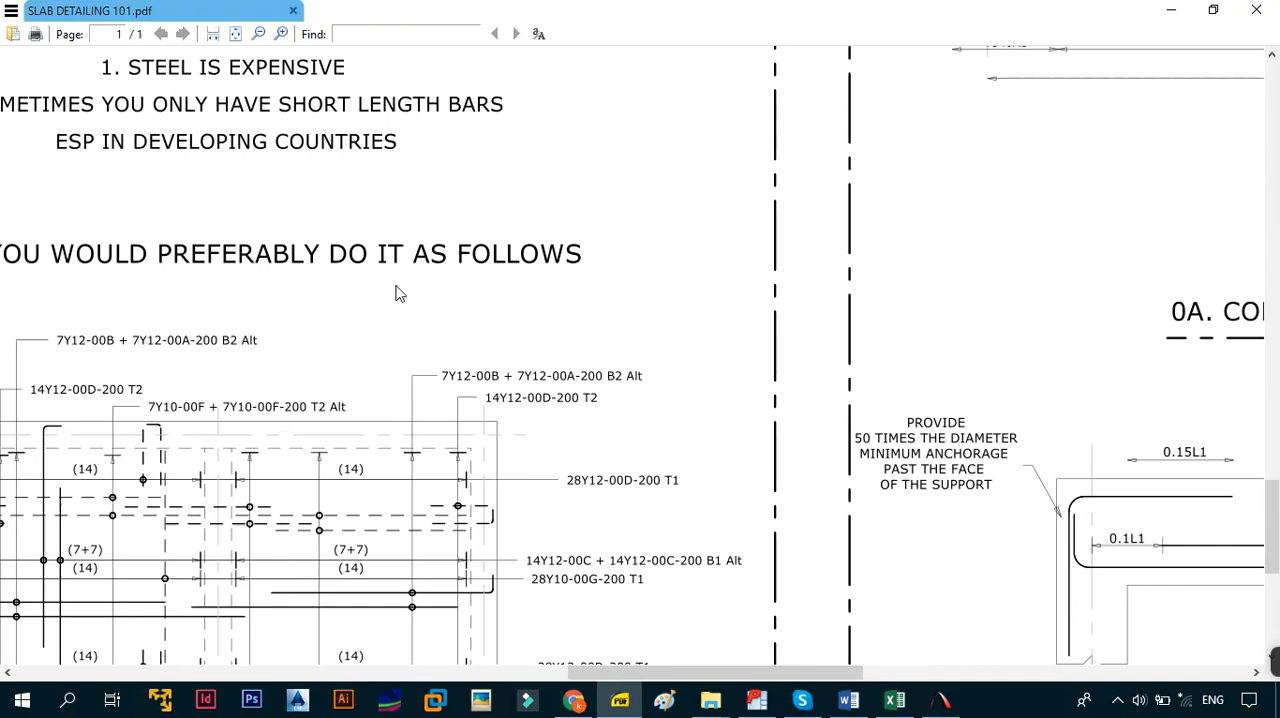 SLAB DETAILING 101.pdf
Page: 1 / 1 Find:
1. STEEL IS EXPENSIVE
METIMES YOU ONLY HAVE SHORT LENGTH BARS
ESP IN DEVELOPING COUNTRIES
YOU WOULD PREFERABLY DO IT AS FOLLOWS
7Y12-00B + 7Y12-00A-200 B2 Alt
14Y12-00D-200 T2
7Y10-00F + 7Y10-00F-200 T2 Alt
7Y12-00B + 7Y12-00A-200 B2 Alt
14Y12-00D-200 T2
(14)
(14)
28Y12-00D-200 T1
(7+7)
(7+7)
14Y12-00C + 14Y12-00C-200 B1 Alt
(14)
(14)
28Y10-00G-200 T1
(14)
(14)
28Y12-00D-200 T1
0A. CO
PROVIDE
50 TIMES THE DIAMETER
MINIMUM ANCHORAGE
PAST THE FACE
OF THE SUPPORT
0.15L1
0.1L1
ENG